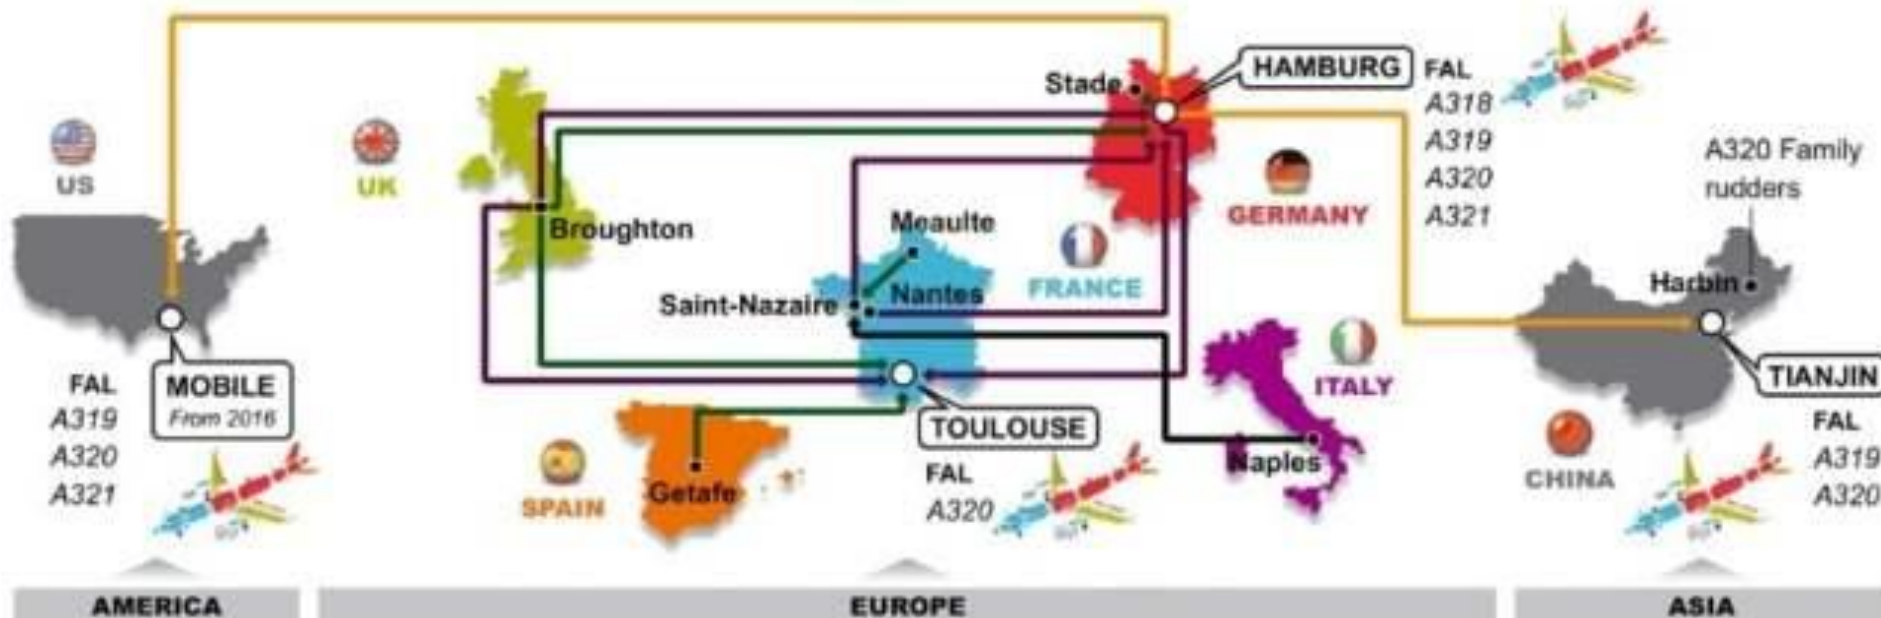 US
UK
Stade
HAMBURG
FAL
A318
A319
A320
A321
GERMANY
A320 Family
rudders
Broughton
Meaulte
FRANCE
Saint-Nazaire
Nantes
Harbin
ITALY
TIANJIN
FAL
A319
A320
CHINA
FAL
A319
A320
A321
MOBILE
From 2016
TOULOUSE
FAL
A320
SPAIN
Getafe
Naples
AMERICA
EUROPE
ASIA